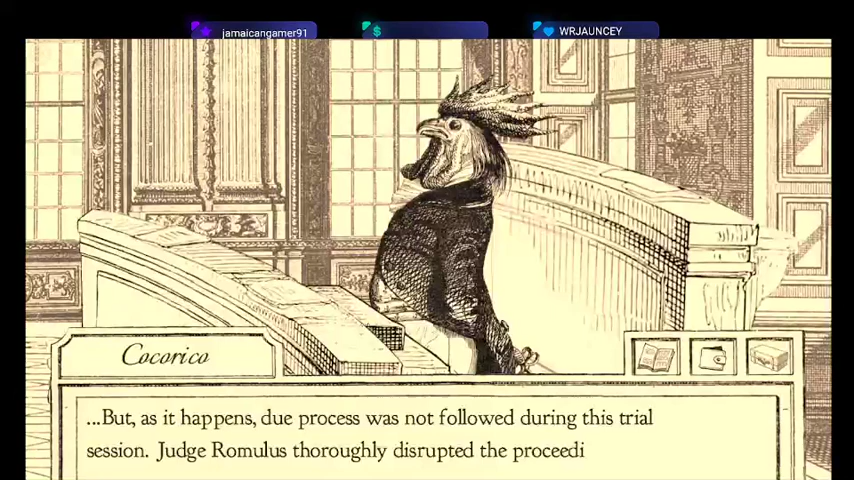 jamaicangamer91
$
WRJAUNCEY
Cocorico
...But, as it happens, due process was not followed during this trial
session. Judge Romulus thoroughly disrupted the proceedi